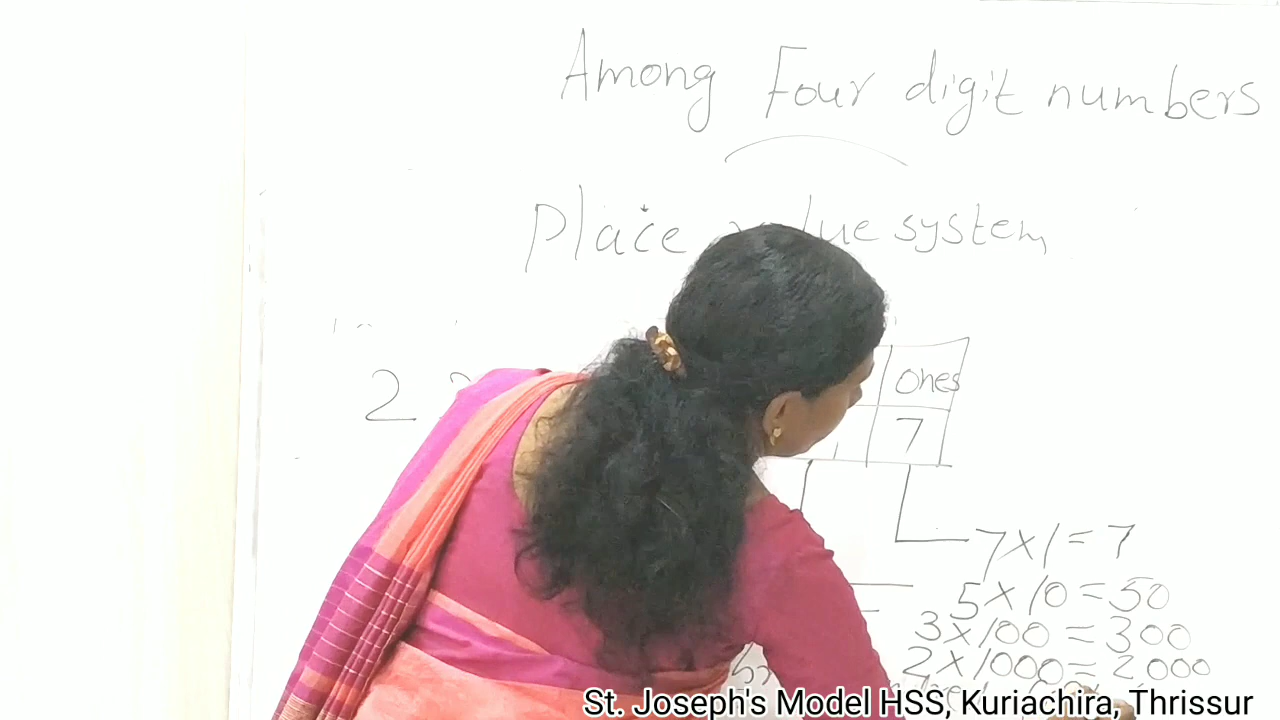 Among Four digit numbers
Place value system
2
Ones
7
7×1=7
5×10=50
3×100=300
2×1000=2000
St. Joseph's Model HSS, Kuriachira, Thrissur